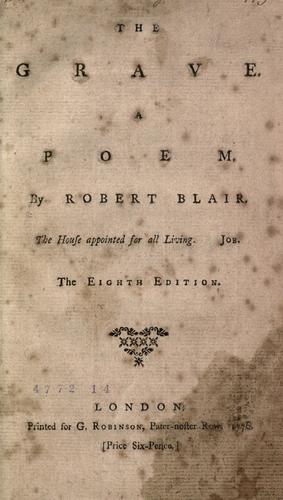 THE
GRAVE.
A
POEM.
By ROBERT BLAIR.
The House appointed for all Living. JOB.
The EIGHTH EDITION.
4772 14
LONDON:
Printed for G. ROBINSON, Pater-noſter Row. 1778.
[Price Six-Pence.]